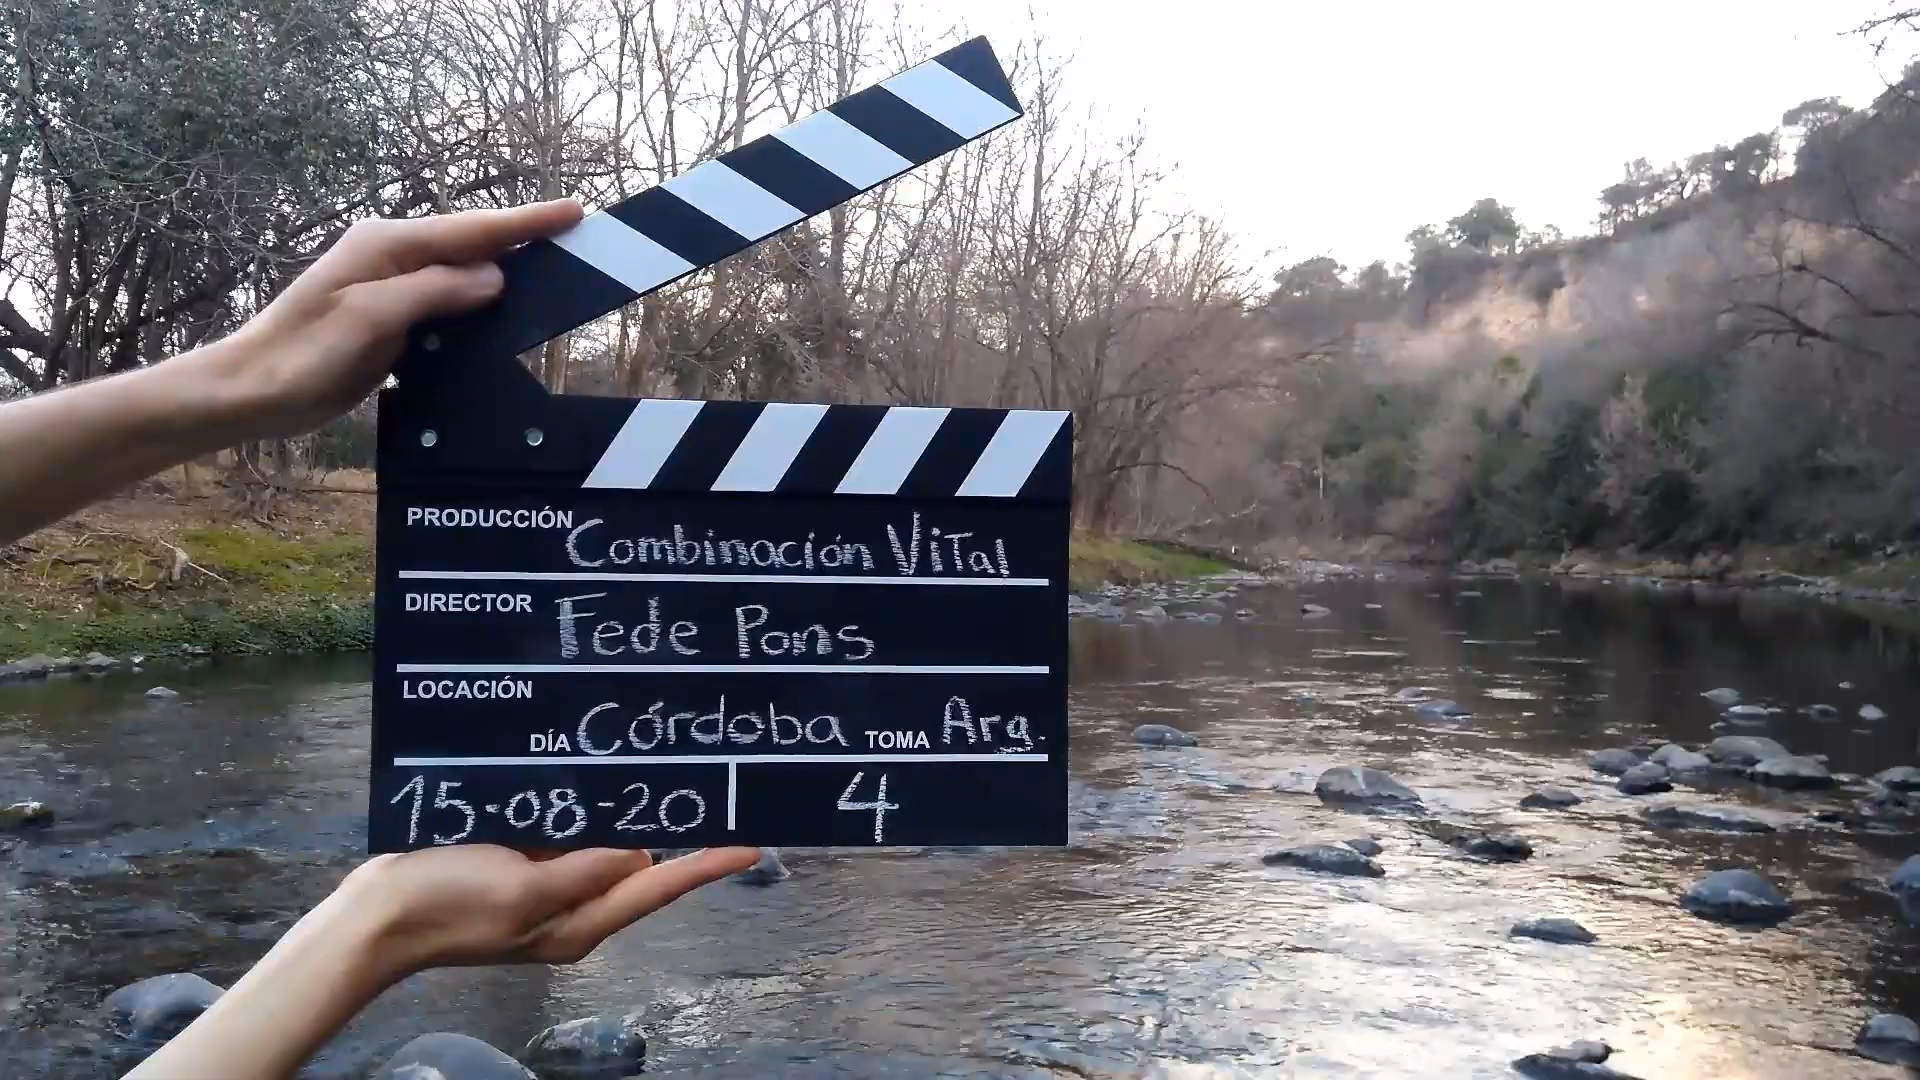 PRODUCCIÓN Combinación Vital
DIRECTOR Fede Pons
LOCACIÓN
DÍA Córdoba TOMA Arg.
15-08-20 4